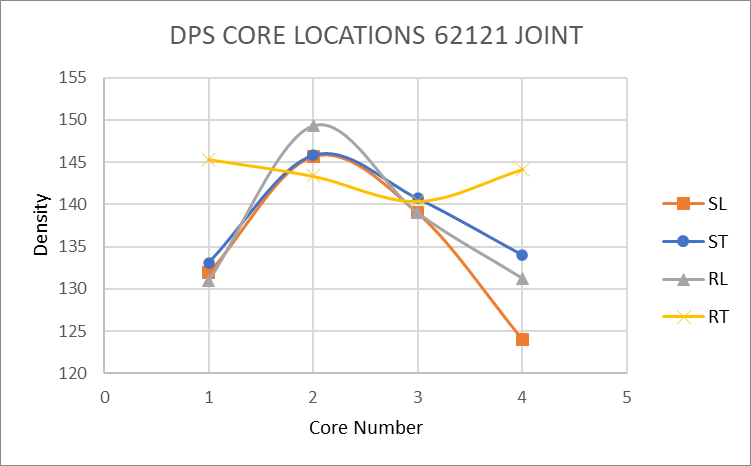 DPS CORE LOCATIONS 62121 JOINT
155
150
145
140
135
130
125
120
Density
0 1 2 3 4 5
Core Number
SL
ST
RL
RT